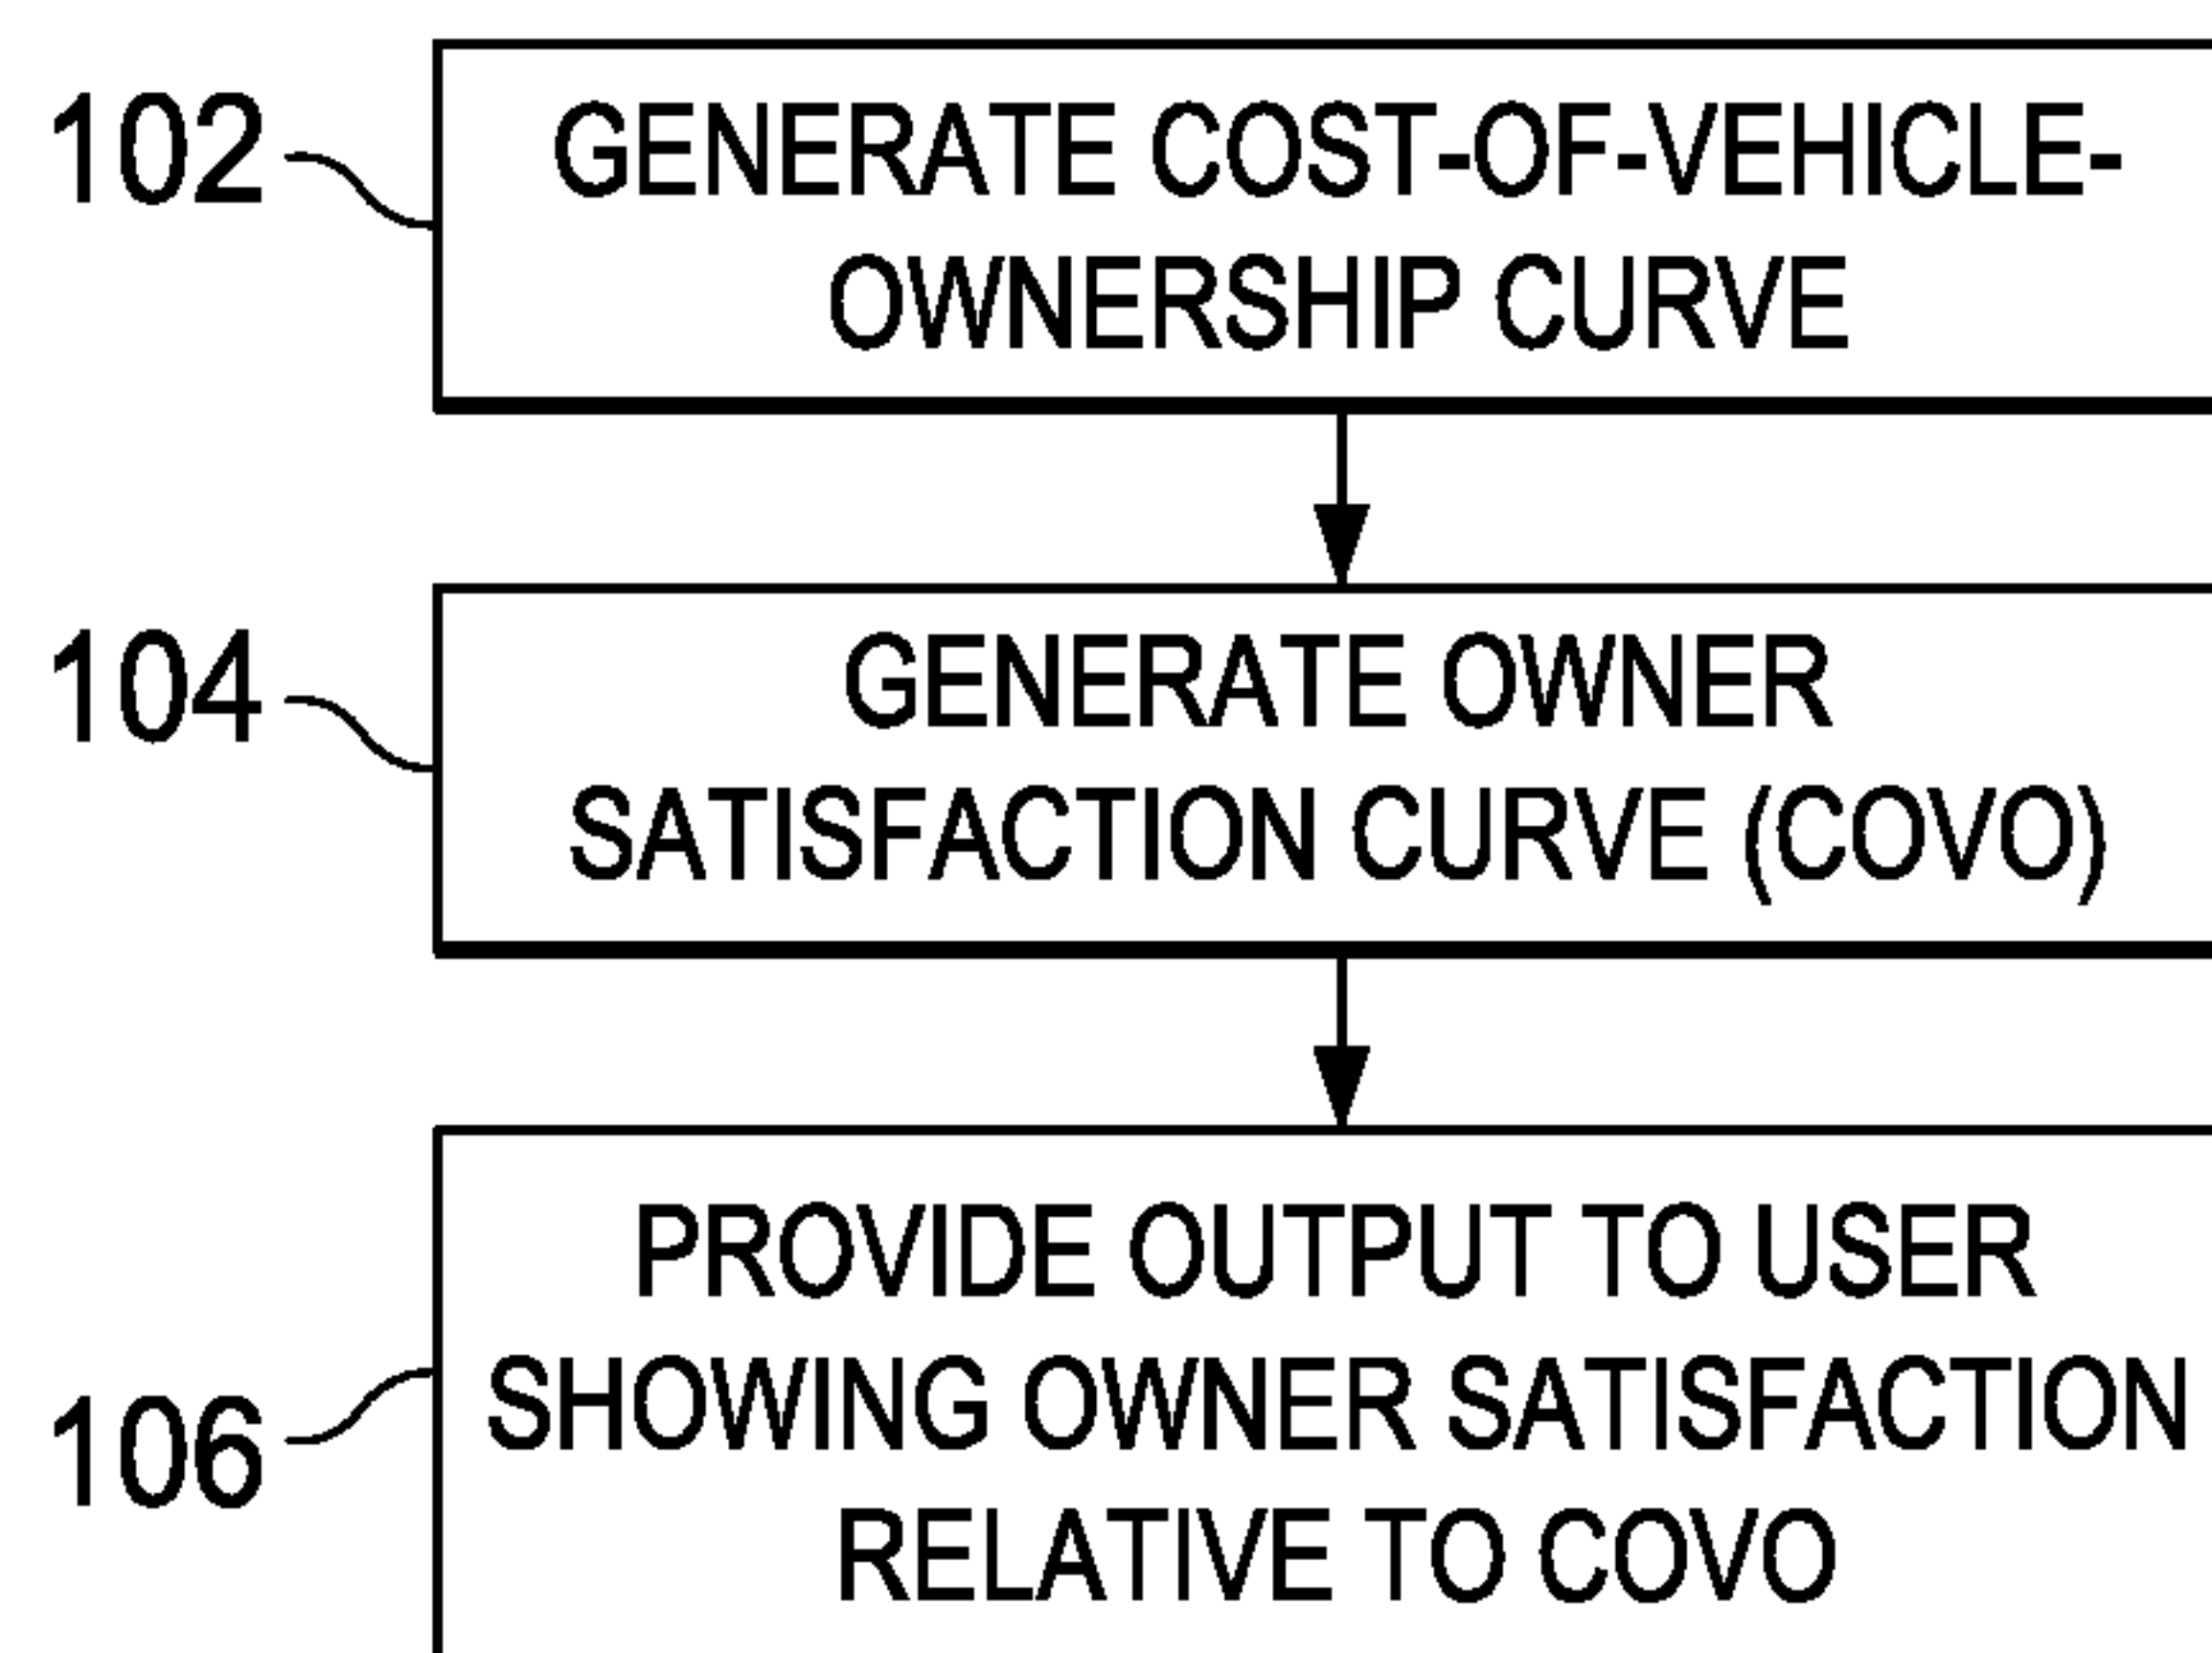 102
GENERATE COST-OF-VEHICLE-
OWNERSHIP CURVE
104
GENERATE OWNER
SATISFACTION CURVE (COVO)
106
PROVIDE OUTPUT TO USER
SHOWING OWNER SATISFACTION
RELATIVE TO COVO